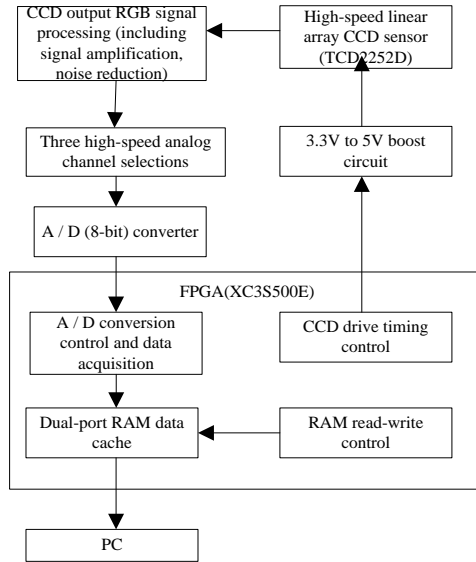 CCD output RGB signal
processing (including
signal amplification,
noise reduction)
High-speed linear
array CCD sensor
(TCD2252D)
Three high-speed analog
channel selections
3.3V to 5V boost
circuit
A / D (8-bit) converter
FPGA(XC3S500E)
A / D conversion
control and data
acquisition
CCD drive timing
control
Dual-port RAM data
cache
RAM read-write
control
PC